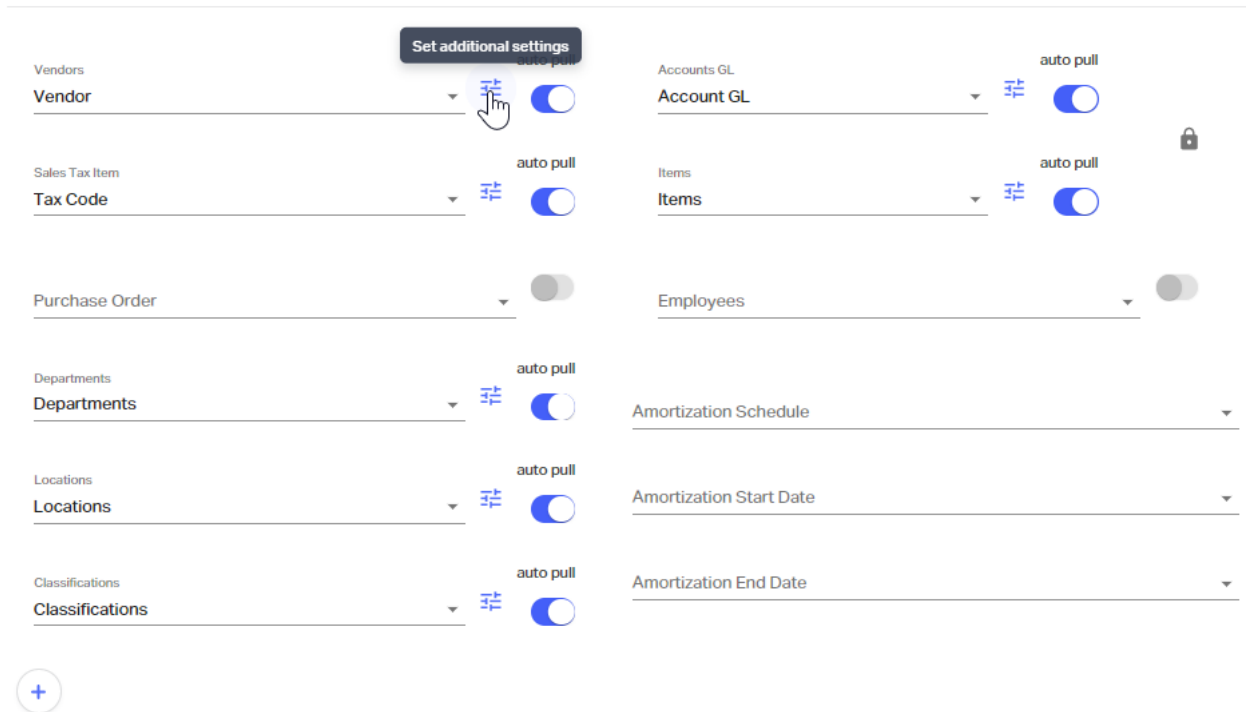 Set additional settings
Vendors
auto pull
Vendor
Accounts GL
auto pull
Account GL
Sales Tax Item
auto pull
Tax Code
Items
auto pull
Items
Purchase Order
Employees
Departments
auto pull
Departments
Amortization Schedule
Locations
auto pull
Locations
Amortization Start Date
Classifications
auto pull
Classifications
Amortization End Date